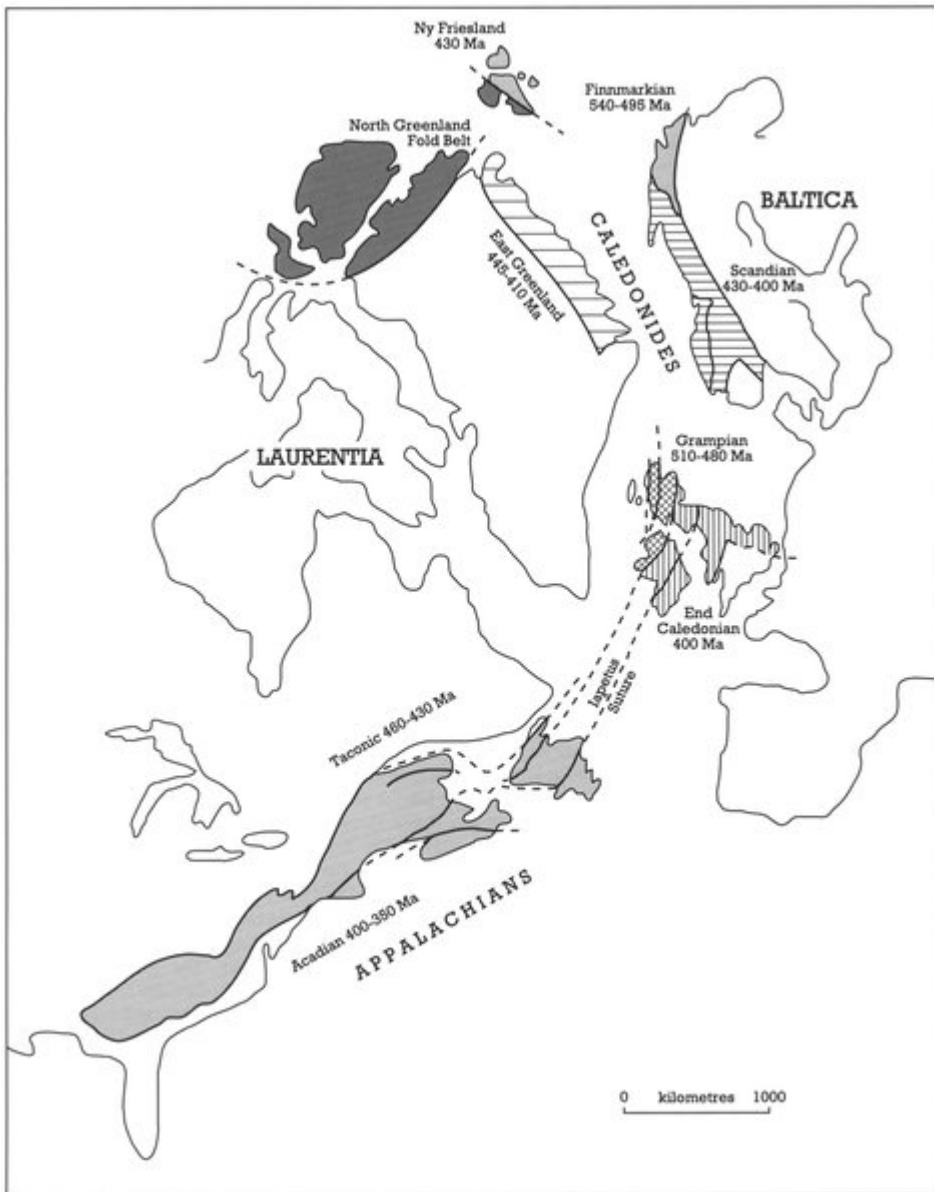 Ny Friesland
430 Ma
Finnmarkian
540-495 Ma
North Greenland
Fold Belt
BALTICA
CALEDONIDES
East Greenland
445-410 Ma
Scandian
430-400 Ma
LAURENTIA
Grampian
510-480 Ma
End
Caledonian
400 Ma
Iapetus
Suture
Taconic 460-430 Ma
Acadian 400-350 Ma
APPALACHIANS
0 kilometres 1000